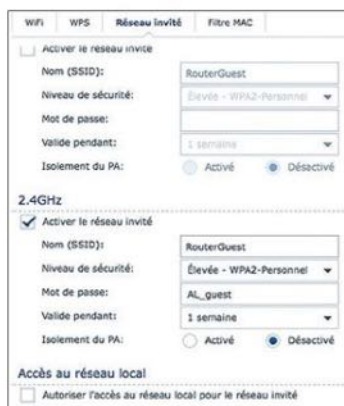 WiFi WPS Réseau invité Filtre MAC
Activer le réseau invité
Nom (SSID): RouterGuest
Niveau de sécurité: Élevée - WPA2-Personnel
Mot de passe:
Valide pendant: 1 semaine
Isolement du PA: Activé Désactivé
2.4GHz
Activer le réseau invité
Nom (SSID): RouterGuest
Niveau de sécurité: Élevée - WPA2-Personnel
Mot de passe: AL_guest
Valide pendant: 1 semaine
Isolement du PA: Activé Désactivé
Accès au réseau local
Autoriser l'accès au réseau local pour le réseau invité